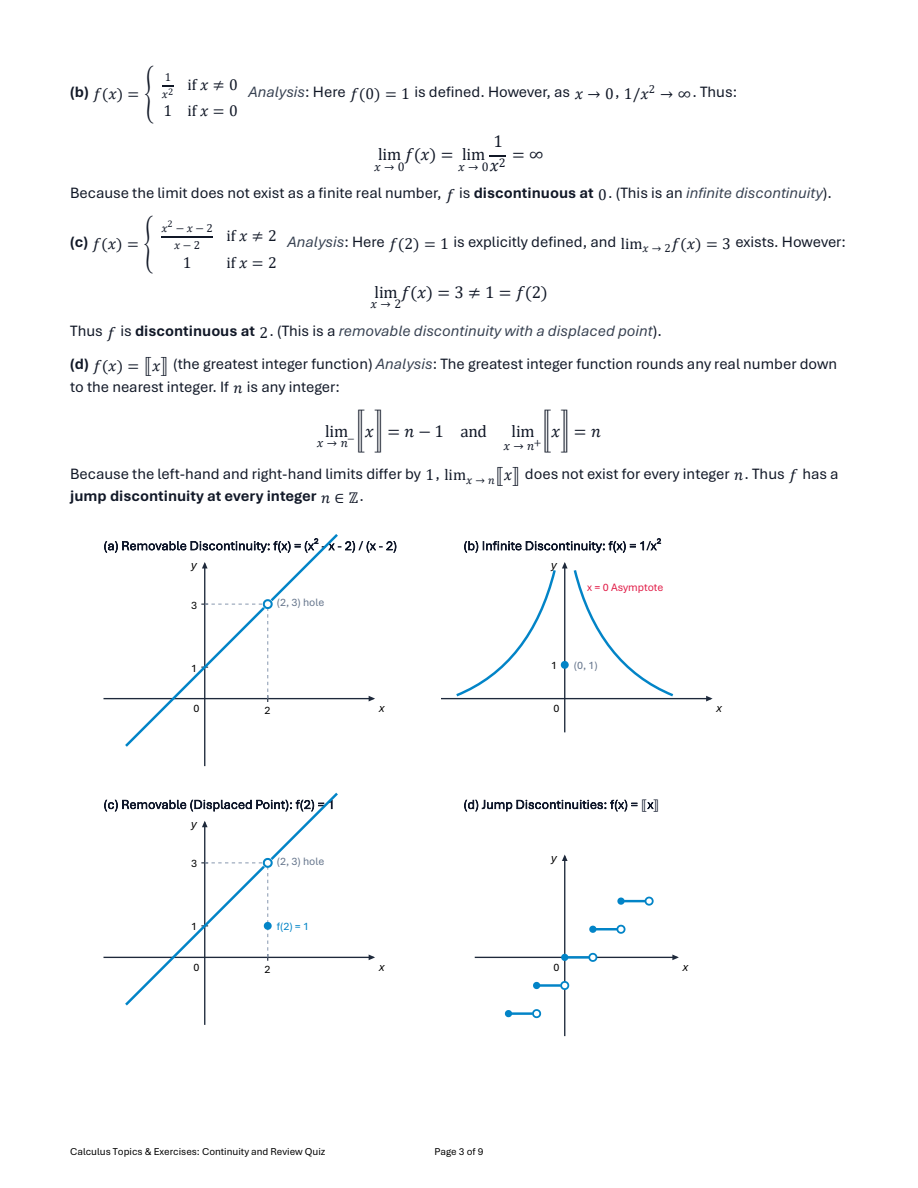 (b) f(x) = { 1/x² if x ≠ 0 Analysis: Here f(0) = 1 is defined. However, as x → 0, 1/x² → ∞. Thus:
1 if x = 0
lim x → 0 f(x) = lim x → 0 1/x² = ∞
Because the limit does not exist as a finite real number, f is discontinuous at 0. (This is an infinite discontinuity).
(c) f(x) = { x² − x − 2 / x − 2 if x ≠ 2 Analysis: Here f(2) = 1 is explicitly defined, and lim x → 2 f(x) = 3 exists. However:
1 if x = 2
lim x → 2 f(x) = 3 ≠ 1 = f(2)
Thus f is discontinuous at 2. (This is a removable discontinuity with a displaced point).
(d) f(x) = ⟦x⟧ (the greatest integer function) Analysis: The greatest integer function rounds any real number down
to the nearest integer. If n is any integer:
lim x → n⁻ ⟦x⟧ = n − 1 and lim x → n⁺ ⟦x⟧ = n
Because the left-hand and right-hand limits differ by 1, lim x → n ⟦x⟧ does not exist for every integer n. Thus f has a
jump discontinuity at every integer n ∈ ℤ.
(a) Removable Discontinuity: f(x) = (x² - x - 2) / (x - 2)
y
3
(2, 3) hole
1
0
2
x
(b) Infinite Discontinuity: f(x) = 1/x²
y
x = 0 Asymptote
1
(0, 1)
0
x
(c) Removable (Displaced Point): f(2) = 1
y
3
(2, 3) hole
1
f(2) = 1
0
2
x
(d) Jump Discontinuities: f(x) = ⟦x⟧
y
0
x
Calculus Topics & Exercises: Continuity and Review Quiz
Page 3 of 9